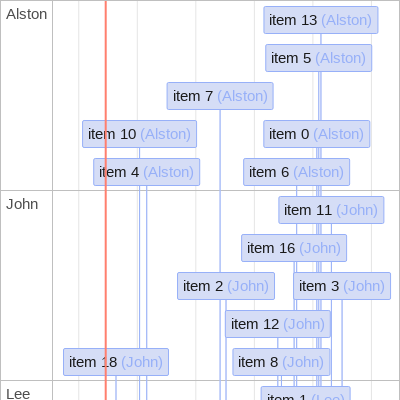 Alston
item 13 (Alston)
item 5 (Alston)
item 7 (Alston)
item 10 (Alston)
item 0 (Alston)
item 4 (Alston)
item 6 (Alston)
John
item 11 (John)
item 16 (John)
item 2 (John)
item 3 (John)
item 12 (John)
item 18 (John)
item 8 (John)
Lee
item 1 (Lee)